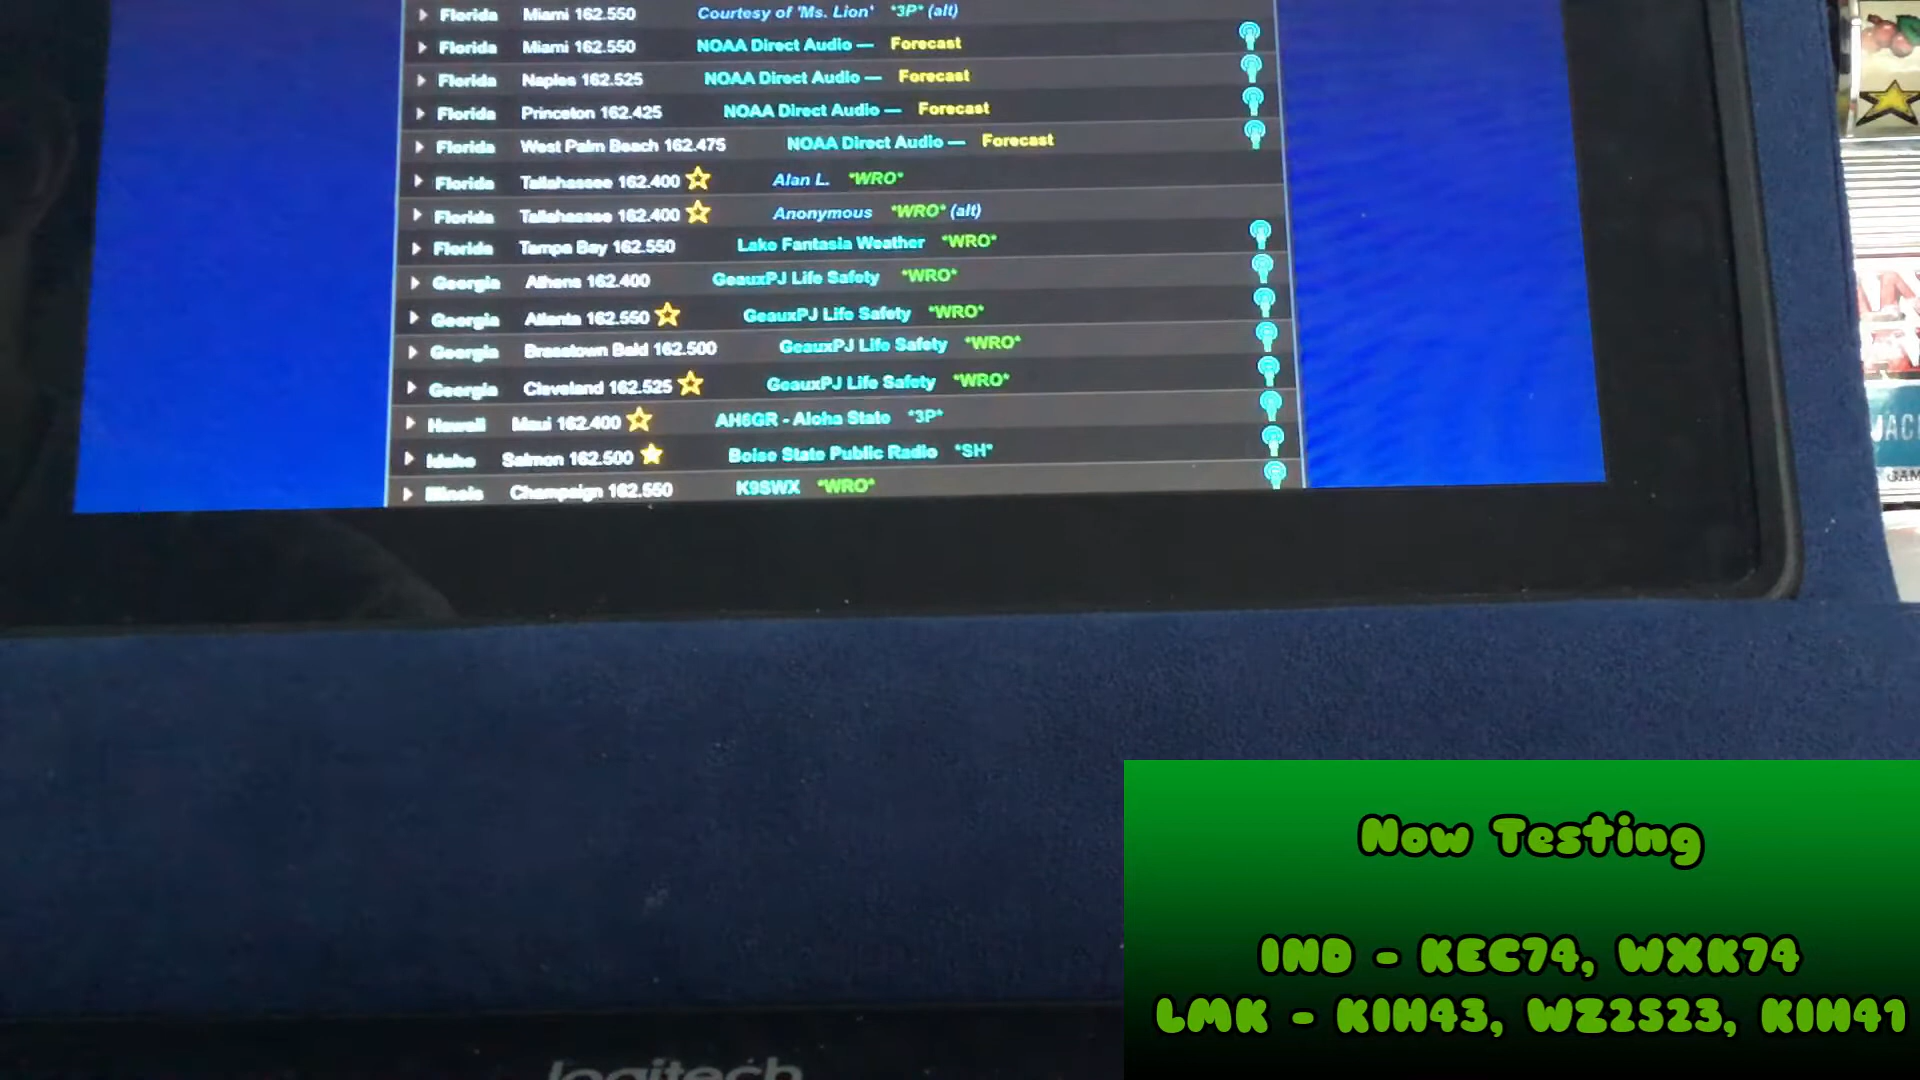 Florida Miami 162.550 Courtesy of 'Ms. Lion' *3P* (alt)
Florida Miami 162.550 NOAA Direct Audio — Forecast
Florida Naples 162.525 NOAA Direct Audio — Forecast
Florida Princeton 162.425 NOAA Direct Audio — Forecast
Florida West Palm Beach 162.475 NOAA Direct Audio — Forecast
Florida Tallahassee 162.400 Alan L. *WRO*
Florida Tallahassee 162.400 Anonymous *WRO* (alt)
Florida Tampa Bay 162.550 Lake Fantasia Weather *WRO*
Georgia Athens 162.400 GeauxPJ Life Safety *WRO*
Georgia Atlanta 162.550 GeauxPJ Life Safety *WRO*
Georgia Brasstown Bald 162.500 GeauxPJ Life Safety *WRO*
Georgia Cleveland 162.525 GeauxPJ Life Safety *WRO*
Hawaii Maui 162.400 AH6GR - Aloha State *3P*
Idaho Salmon 162.500 Boise State Public Radio *SH*
Illinois Champaign 162.550 K9SWX *WRO*
logitech
Now Testing
IND - KEC74, WXK74
LMK - KIH43, WZ2523, KIH41